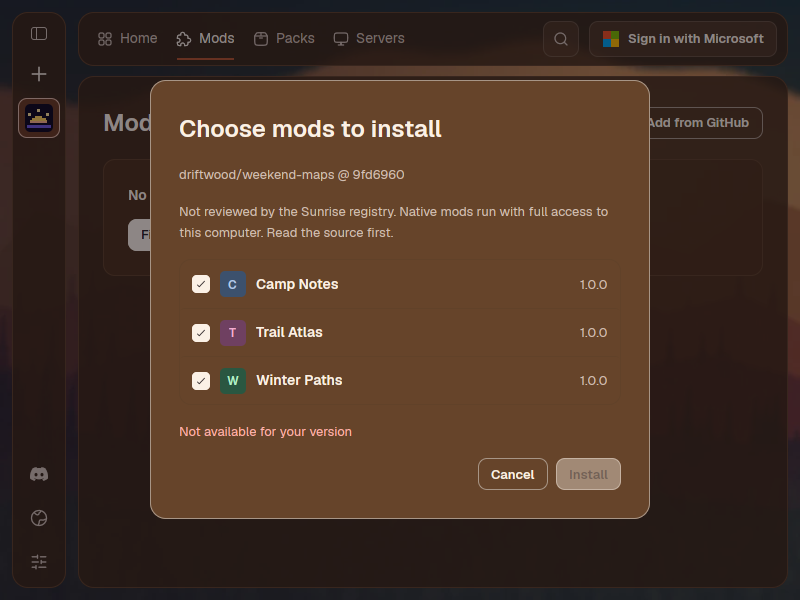 Home
Mods
Packs
Servers
Sign in with Microsoft
Mod
Add from GitHub
No
Choose mods to install
driftwood/weekend-maps @ 9fd6960
Not reviewed by the Sunrise registry. Native mods run with full access to
this computer. Read the source first.
C Camp Notes 1.0.0
T Trail Atlas 1.0.0
W Winter Paths 1.0.0
Not available for your version
Cancel
Install